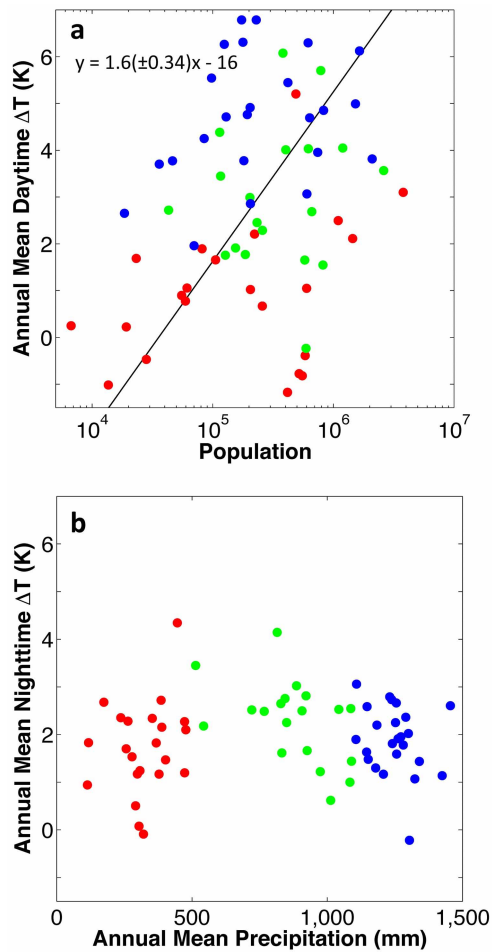 a
y = 1.6(±0.34)x - 16
Annual Mean Daytime ΔT (K)
6
4
2
0
10⁴ 10⁵ 10⁶ 10⁷
Population
b
Annual Mean Nighttime ΔT (K)
6
4
2
0
0 500 1,000 1,500
Annual Mean Precipitation (mm)